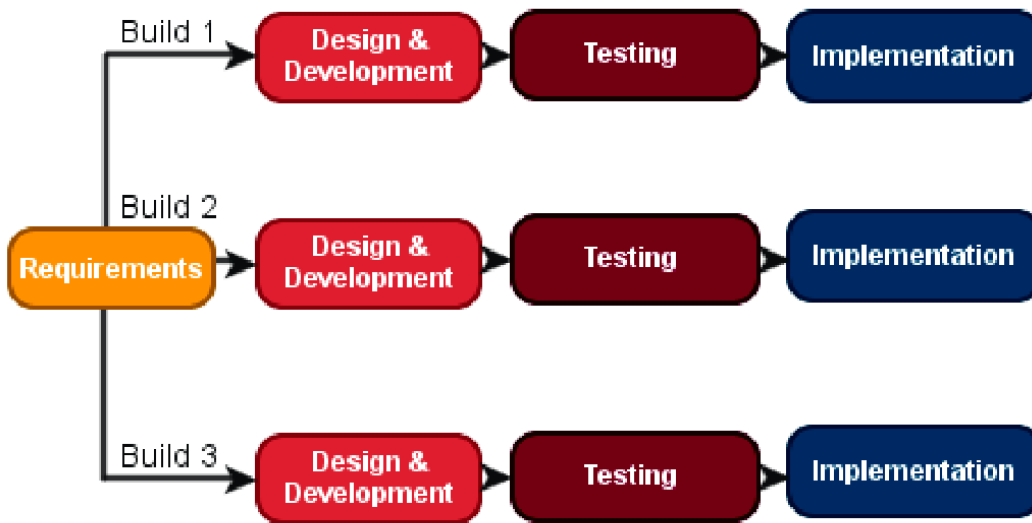 Build 1
Design &
Development
Testing
Implementation
Build 2
Requirements
Design &
Development
Testing
Implementation
Build 3
Design &
Development
Testing
Implementation